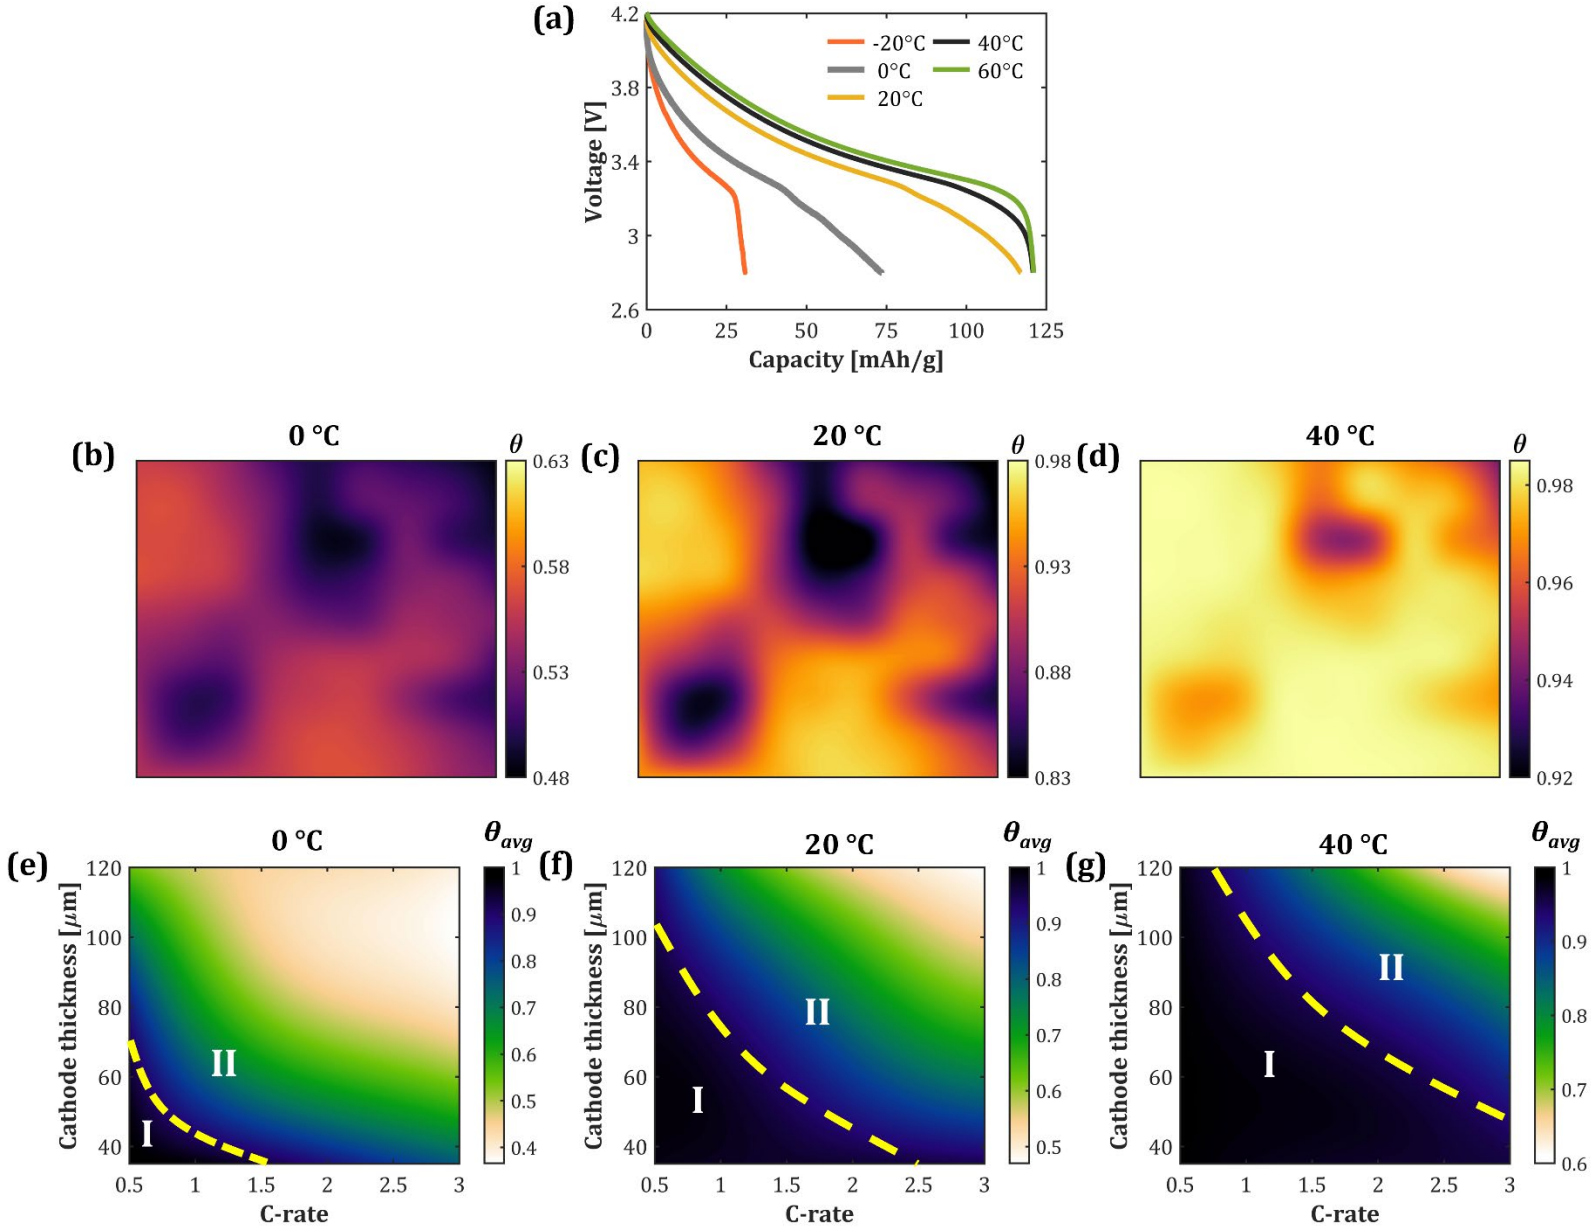 (a)
4.2
3.8
3.4
3
2.6
Voltage [V]
-20°C
40°C
0°C
60°C
20°C
0
25
50
75
100
125
Capacity [mAh/g]
(b)
0 °C
θ
0.63
0.58
0.53
0.48
(c)
20 °C
θ
0.98
0.93
0.88
0.83
(d)
40 °C
θ
0.98
0.96
0.94
0.92
(e)
0 °C
θavg
120
100
80
60
40
Cathode thickness [μm]
I
II
0.5
1
1.5
2
2.5
3
C-rate
1
0.9
0.8
0.7
0.6
0.5
0.4
(f)
20 °C
θavg
120
100
80
60
40
Cathode thickness [μm]
I
II
0.5
1
1.5
2
2.5
3
C-rate
1
0.9
0.8
0.7
0.6
0.5
(g)
40 °C
θavg
120
100
80
60
40
Cathode thickness [μm]
I
II
0.5
1
1.5
2
2.5
3
C-rate
1
0.9
0.8
0.7
0.6